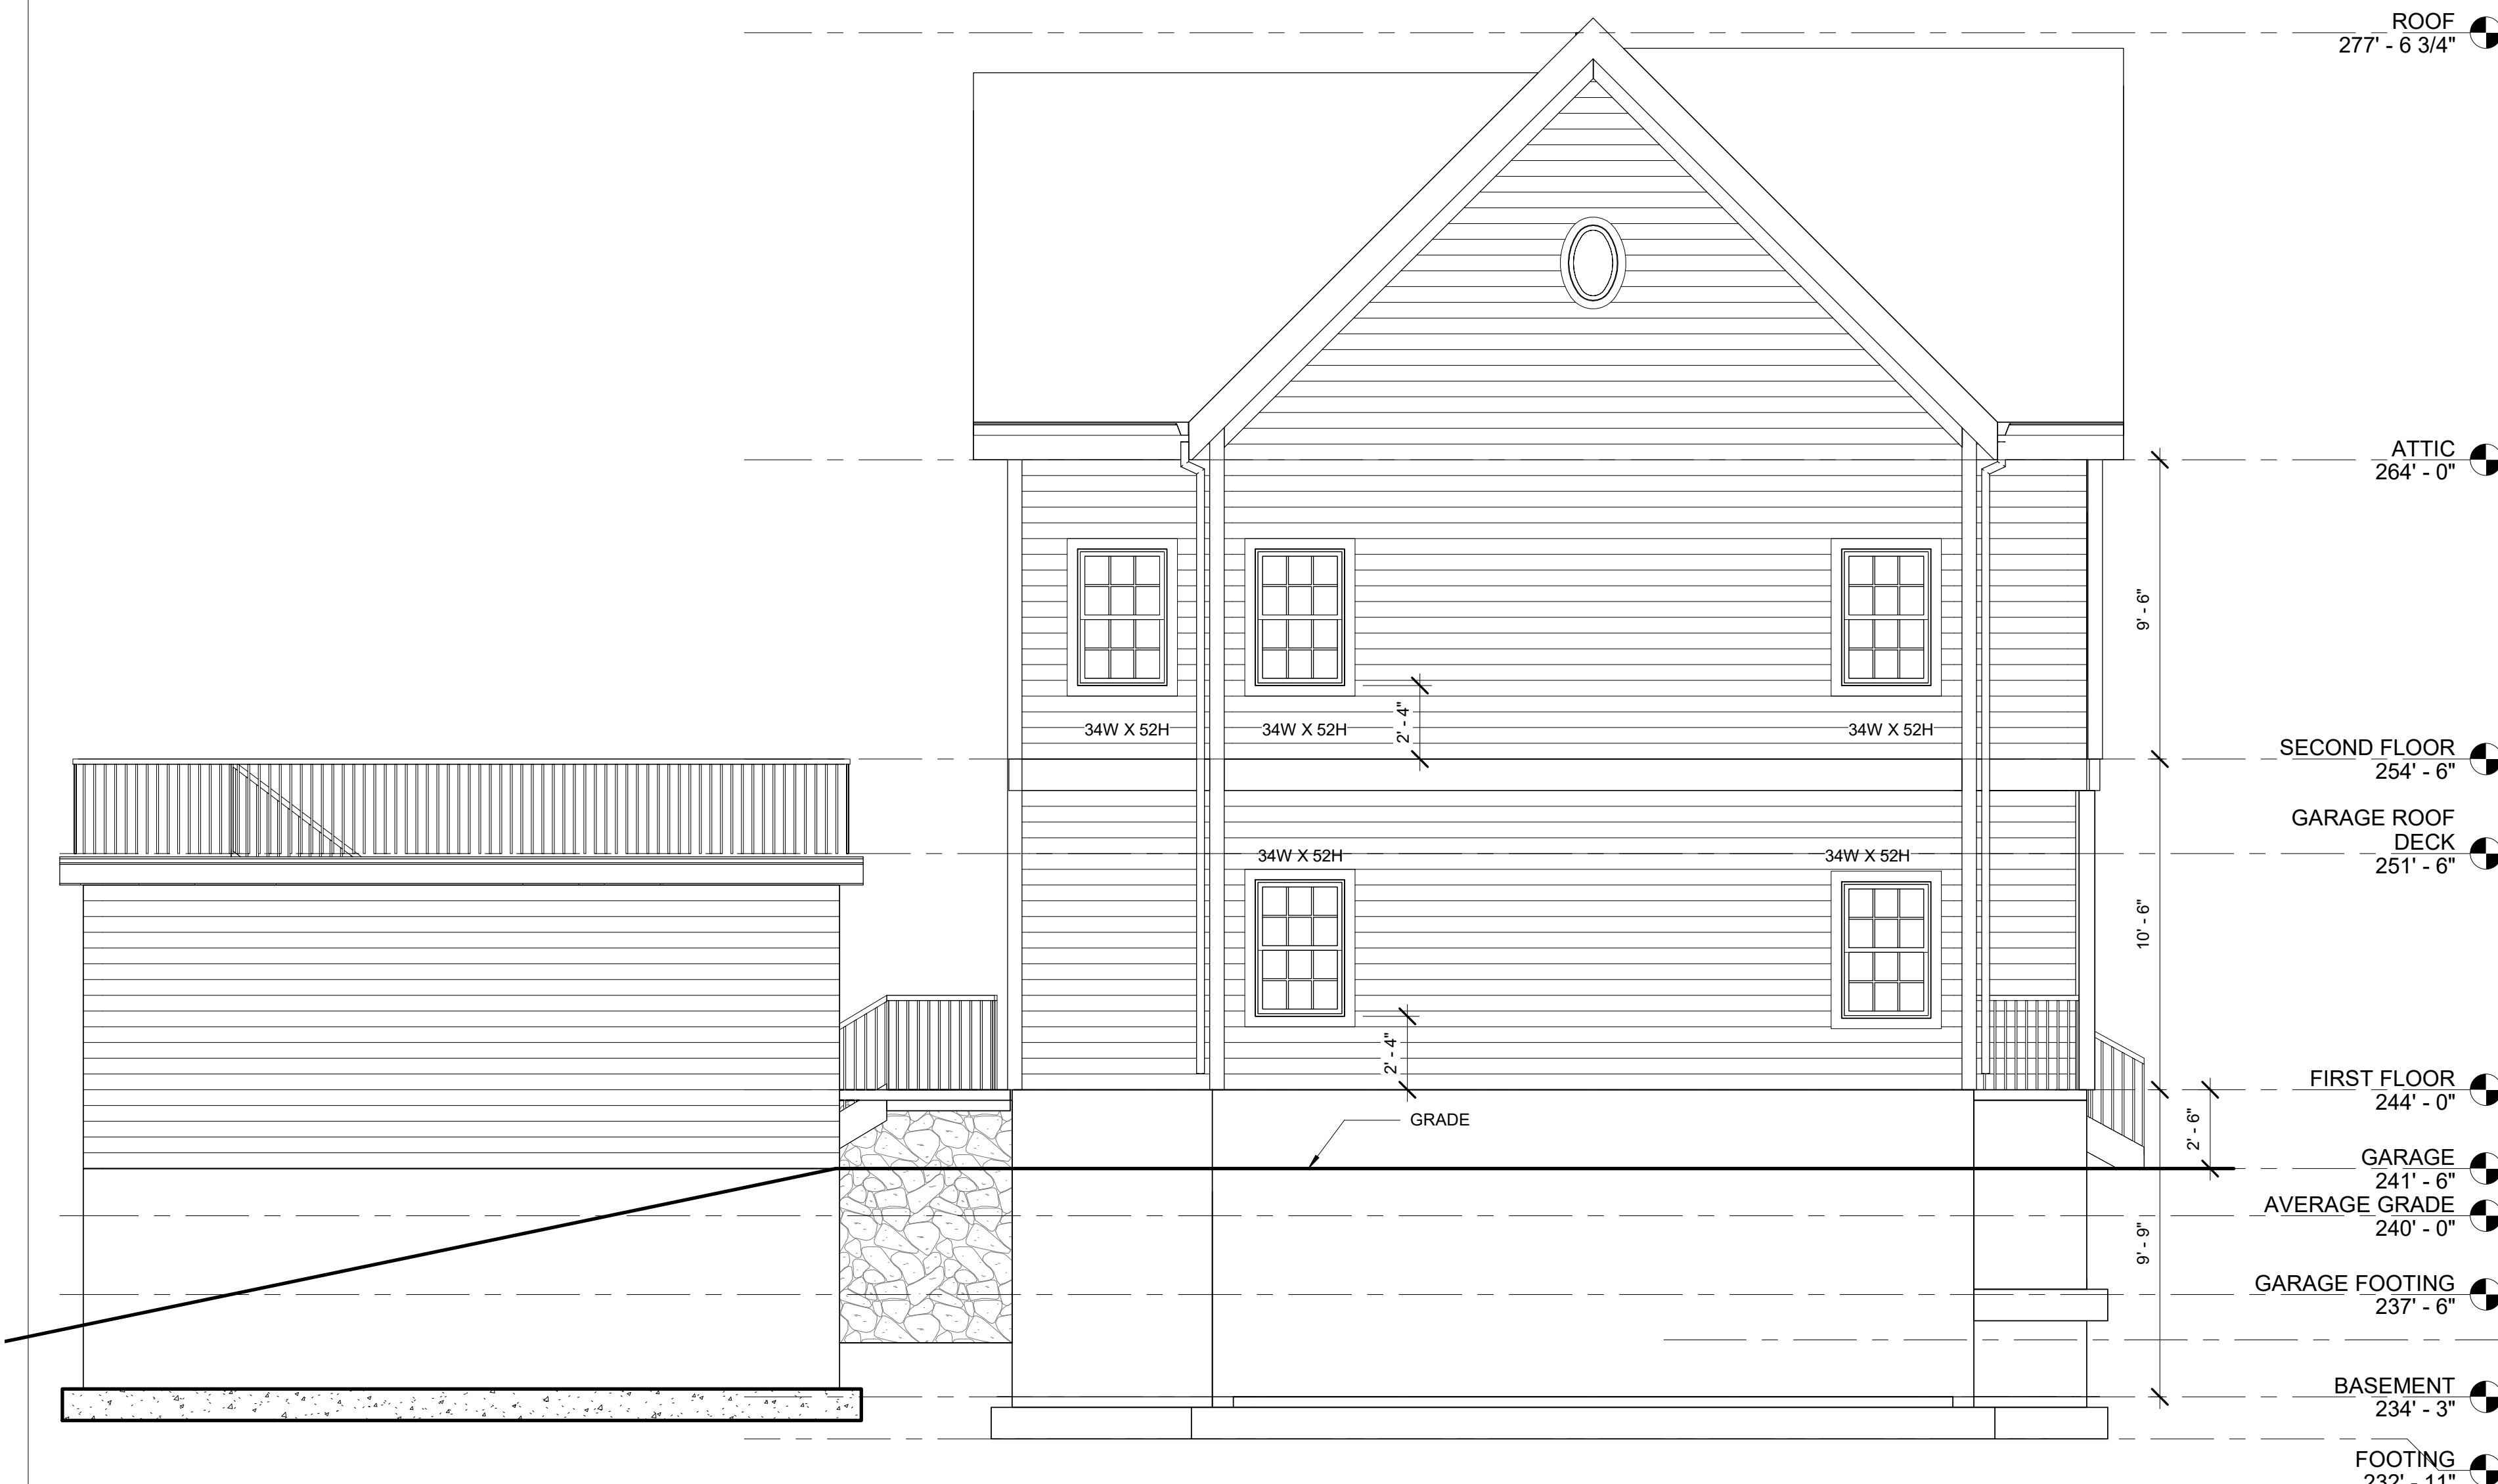 ROOF
277' - 6 3/4"
ATTIC
264' - 0"
9' - 6"
34W X 52H
34W X 52H
2' - 4"
34W X 52H
SECOND FLOOR
254' - 6"
GARAGE ROOF
DECK
251' - 6"
34W X 52H
34W X 52H
10' - 6"
2' - 4"
FIRST FLOOR
244' - 0"
GRADE
2' - 6"
GARAGE
241' - 6"
AVERAGE GRADE
240' - 0"
9' - 9"
GARAGE FOOTING
237' - 6"
BASEMENT
234' - 3"
FOOTING
232' - 11"